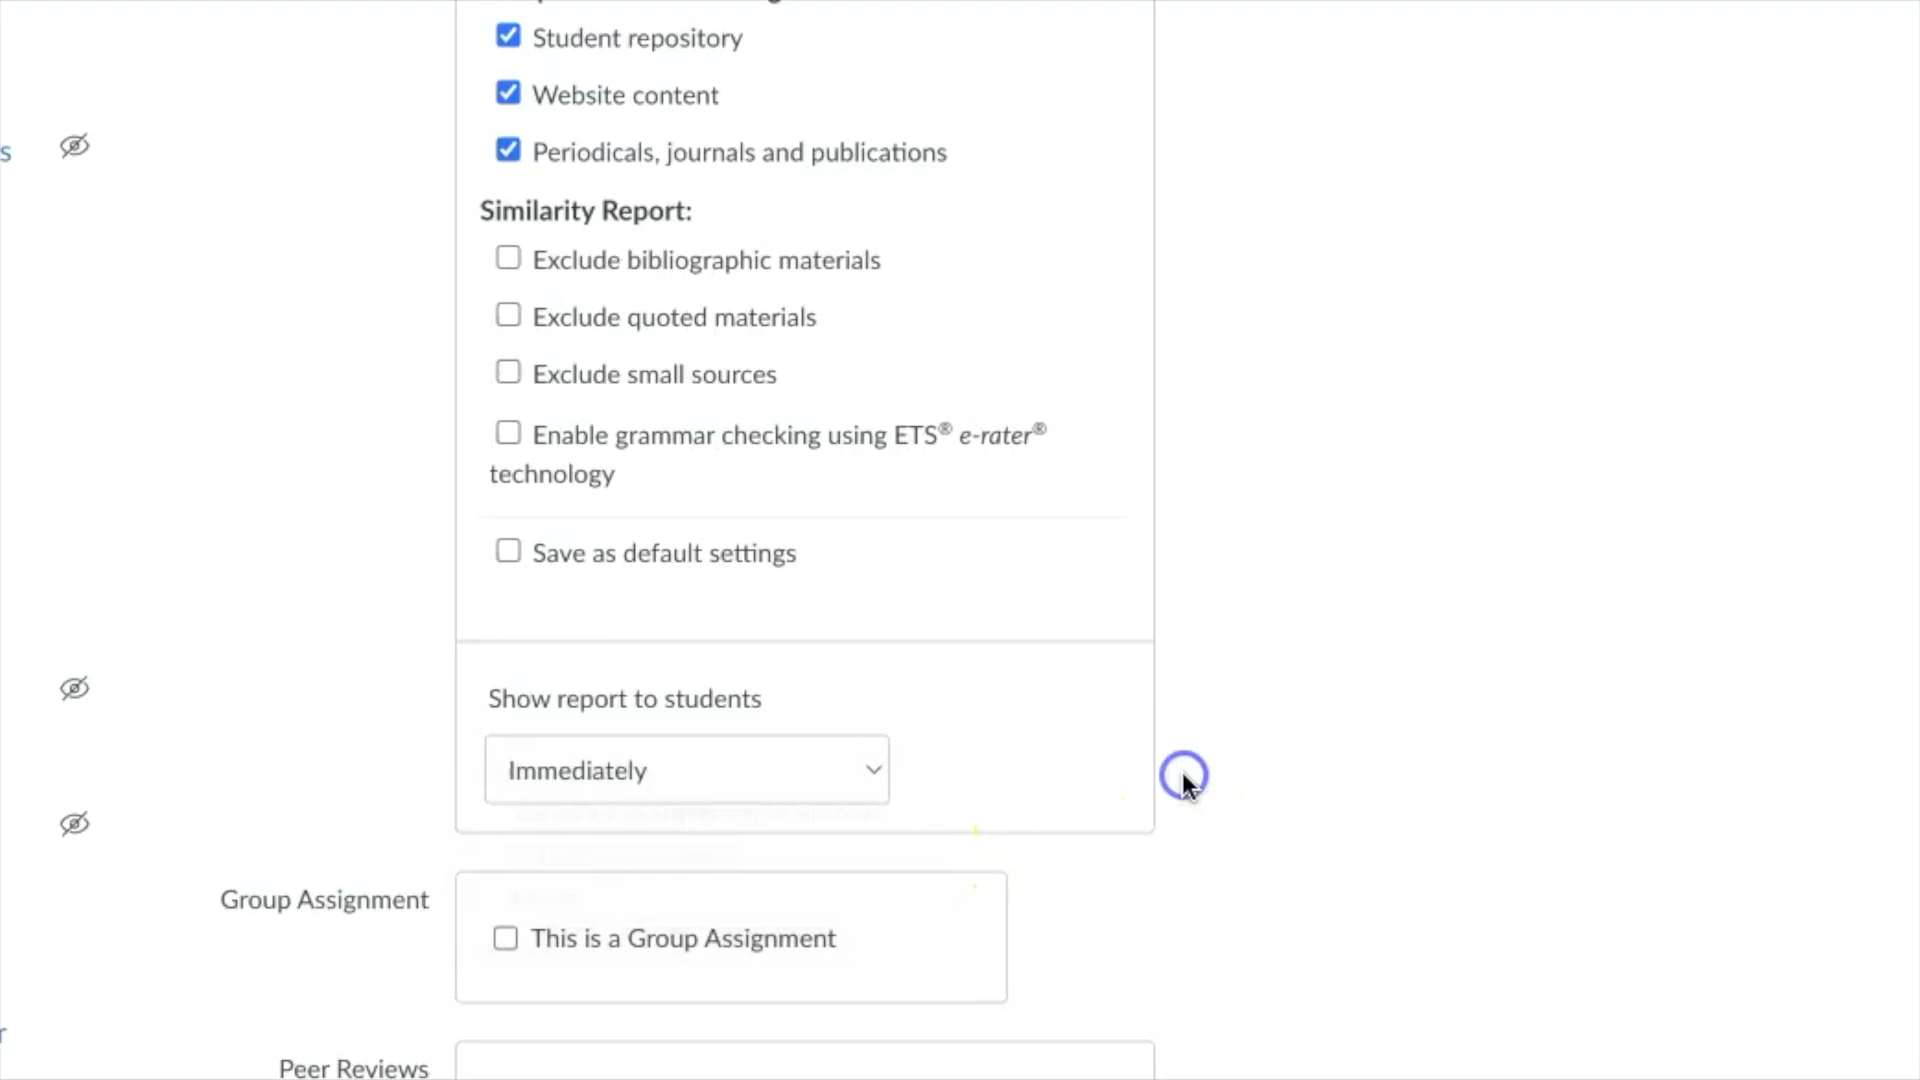 Student repository
Website content
s
Periodicals, journals and publications
Similarity Report:
Exclude bibliographic materials
Exclude quoted materials
Exclude small sources
Enable grammar checking using ETS® e-rater®
technology
Save as default settings
Show report to students
Immediately
Group Assignment
This is a Group Assignment
r
Peer Reviews